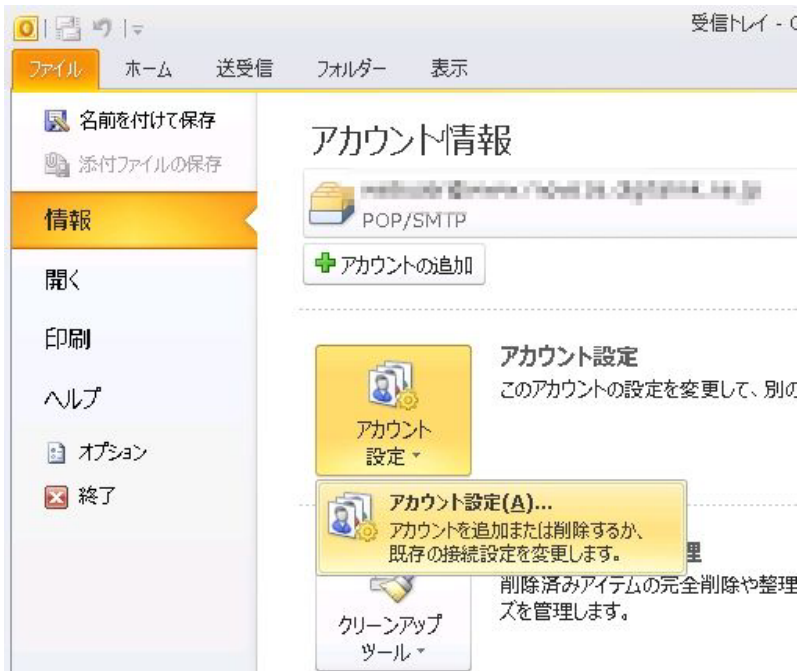 受信トレイ -
ファイル ホーム 送受信 フォルダー 表示
名前を付けて保存
添付ファイルの保存
情報
開く
印刷
ヘルプ
オプション
終了
アカウント情報
POP/SMTP
アカウントの追加
アカウント
設定
アカウント設定
このアカウントの設定を変更して、別の
アカウント設定(A)...
アカウントを追加または削除するか、
既存の接続設定を変更します。
理
削除済みアイテムの完全削除や整理
ズを管理します。
クリーンアップ
ツール